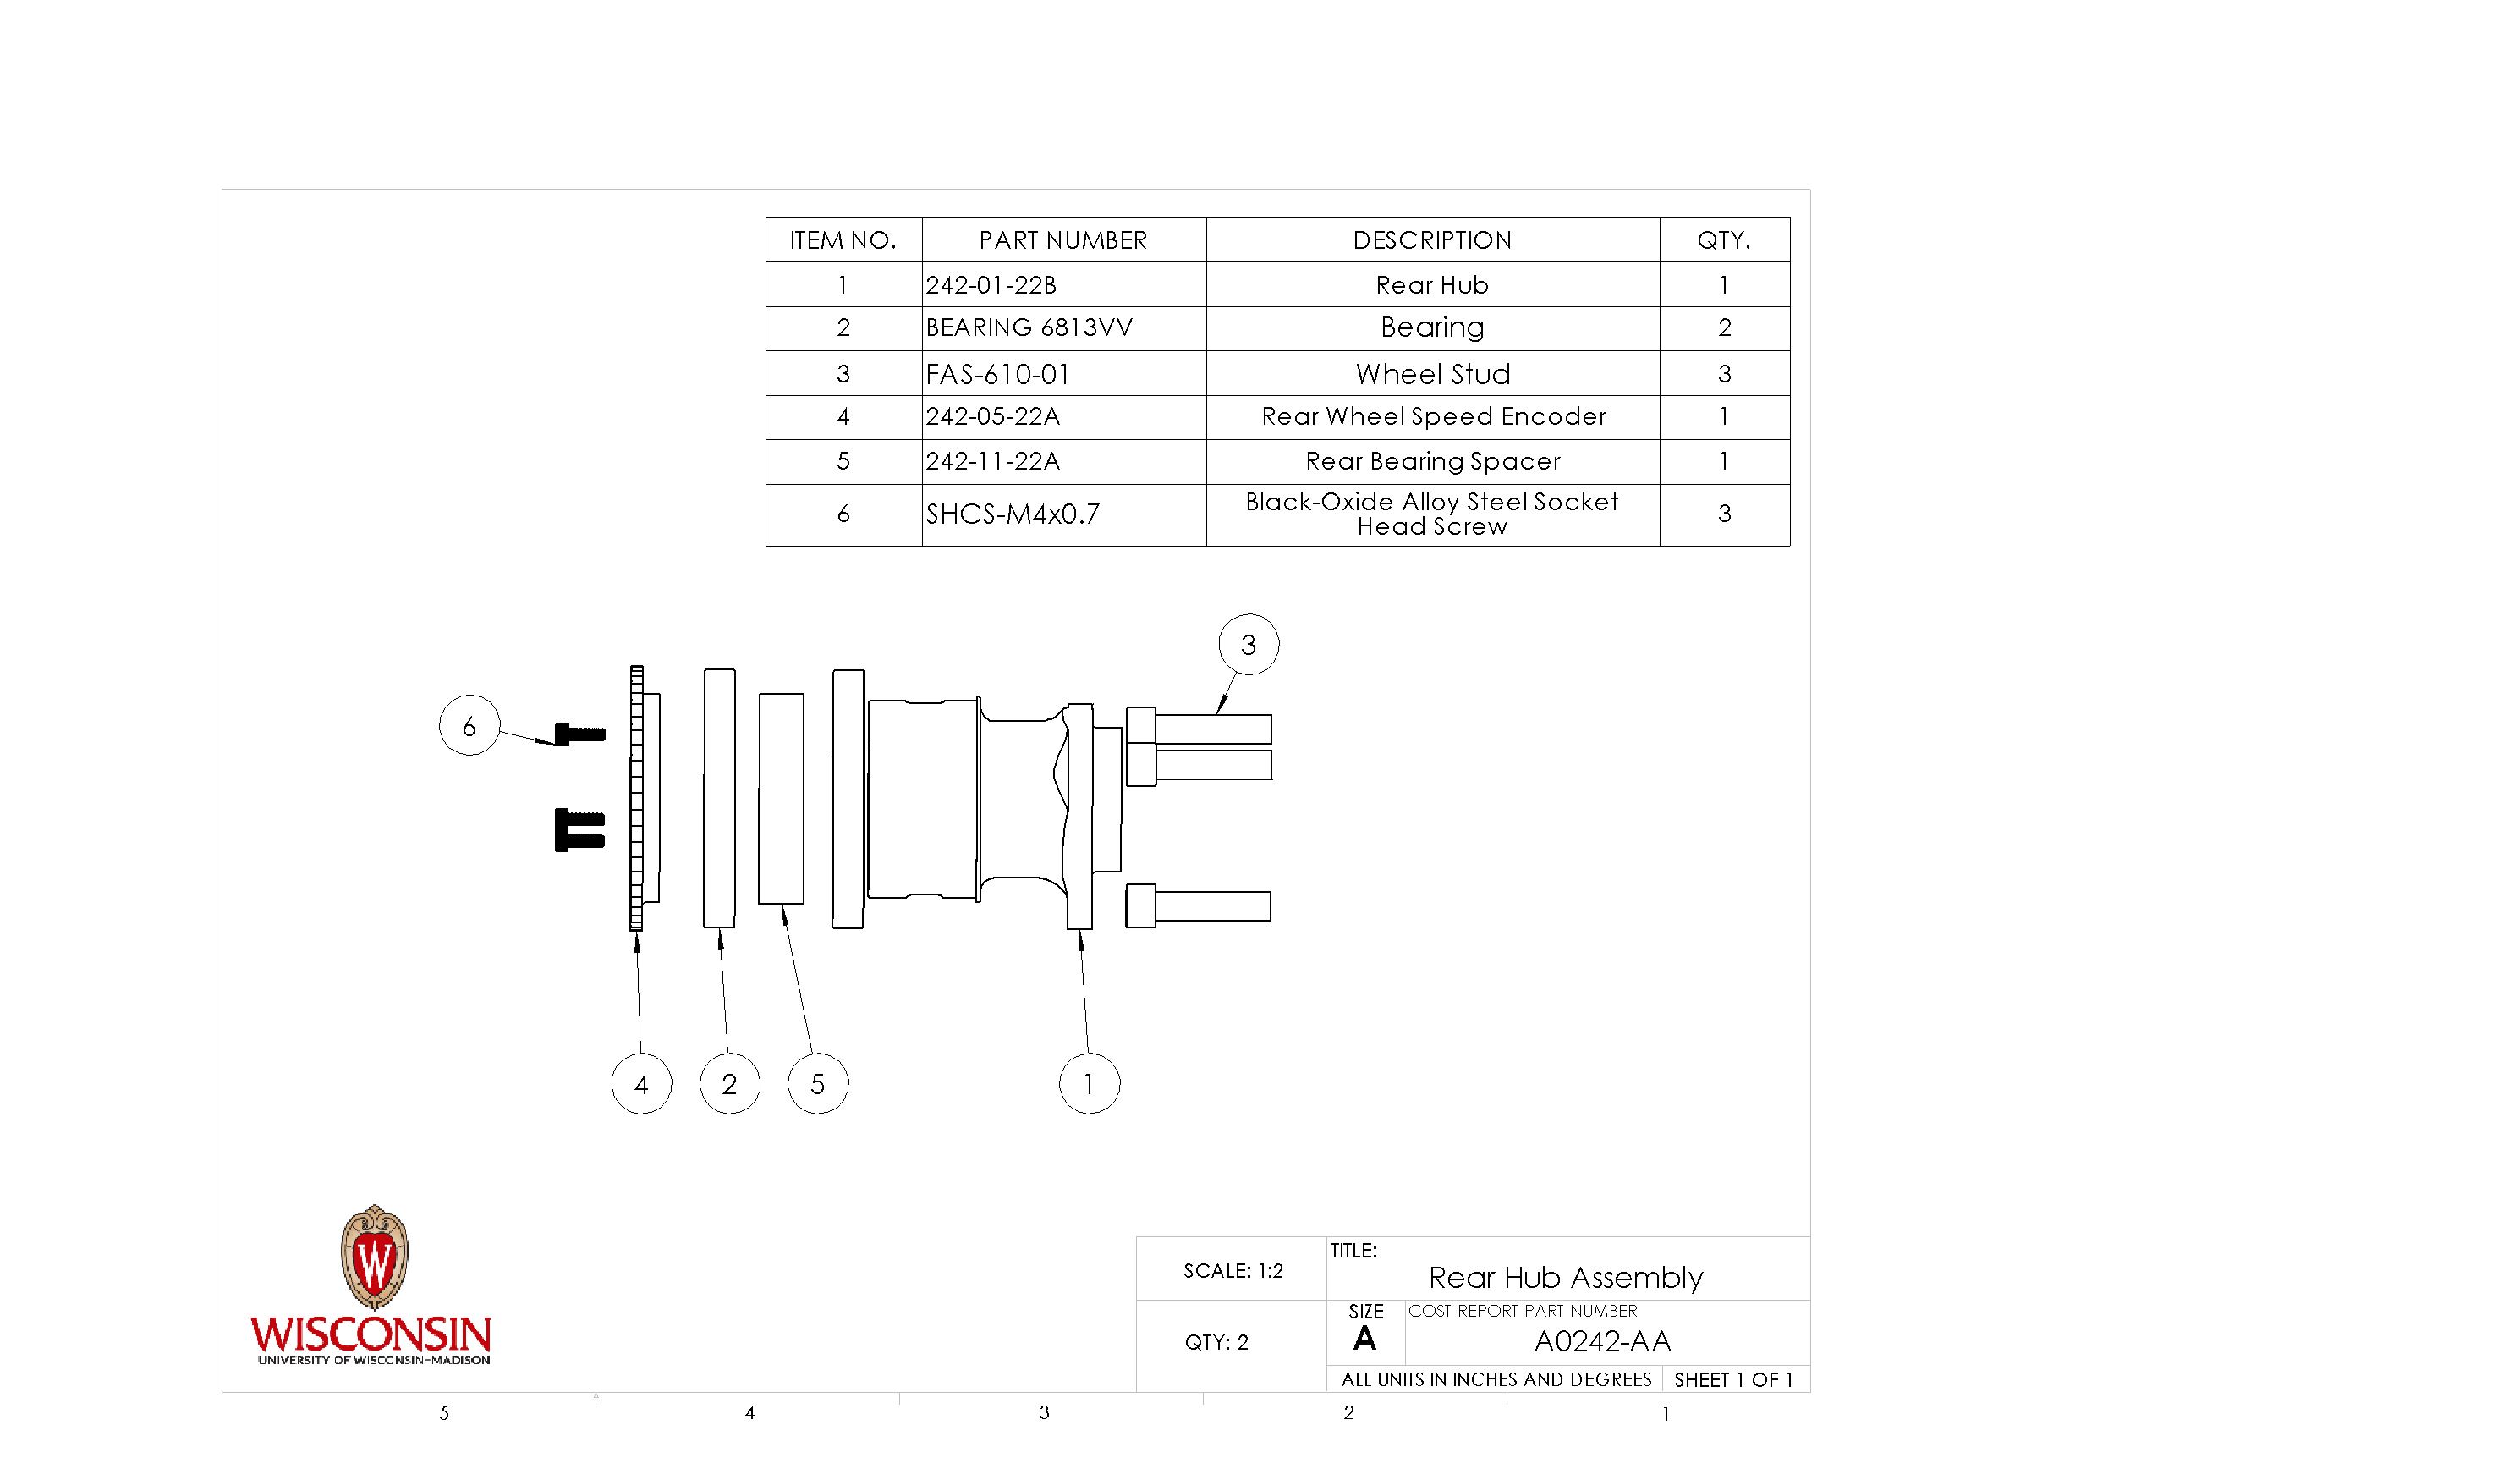 ITEM NO. PART NUMBER DESCRIPTION QTY.
1 242-01-22B Rear Hub 1
2 BEARING 6813VV Bearing 2
3 FAS-610-01 Wheel Stud 3
4 242-05-22A Rear Wheel Speed Encoder 1
5 242-11-22A Rear Bearing Spacer 1
6 SHCS-M4x0.7 Black-Oxide Alloy Steel Socket
Head Screw 3
3
6
4 2 5 1
W
WISCONSIN
UNIVERSITY OF WISCONSIN-MADISON
SCALE: 1:2
QTY: 2
TITLE:
Rear Hub Assembly
SIZE
A
COST REPORT PART NUMBER
A0242-AA
ALL UNITS IN INCHES AND DEGREES
SHEET 1 OF 1
5 4 3 2 1